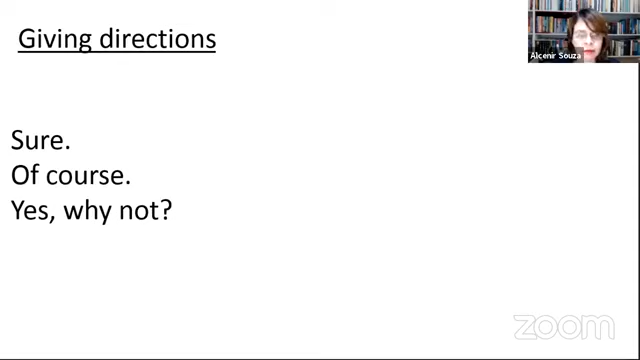 Giving directions
Alcenir Souza
Sure.
Of course.
Yes, why not?
zoom